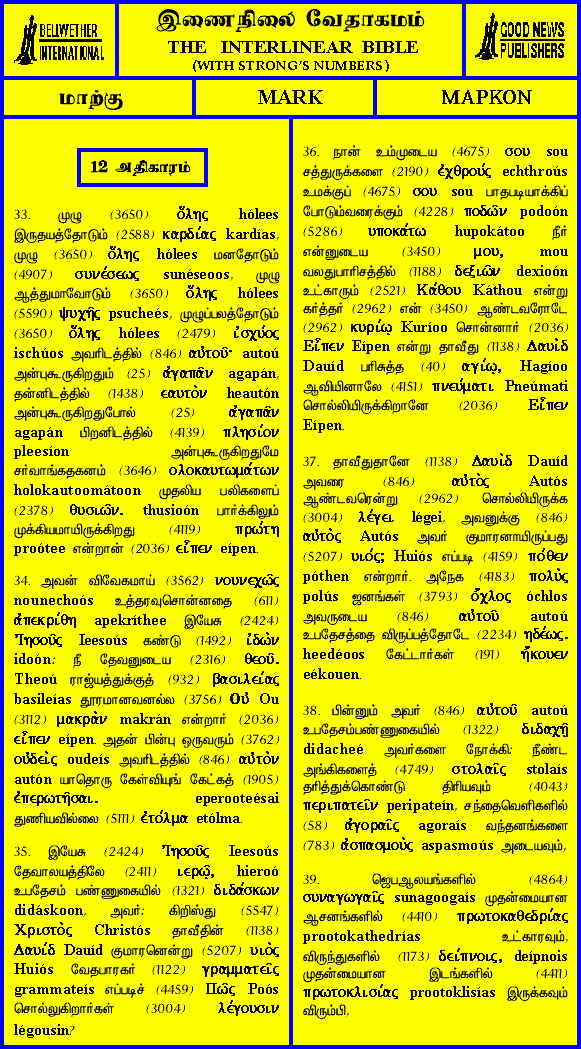 BELLWETHER
INTERNATIONAL
இணைநிலை வேதாகமம்
THE INTERLINEAR BIBLE
(WITH STRONG'S NUMBERS)
GOOD NEWS
PUBLISHERS
மாற்கு
MARK
ΜΑΡΚΟΝ
12 அதிகாரம்
33. முழு (3650) ὅλης hólees
இருதயத்தோடும் (2588) καρδίας kardías,
முழு (3650) ὅλης hólees மனதோடும்
(4907) συνέσεως sunéseoos, முழு
ஆத்துமாவோடும் (3650) ὅλης hólees
(5590) ψυχῆς psucheés, முழுப்பலத்தோடும்
(3650) ὅλης hólees (2479) ἰσχύος
ischúos அவரிடத்தில் (846) αὐτοῦ· autoú
அன்புகூருகிறதும் (25) ἀγαπᾶν agapán,
தன்னிடத்தில் (1438) εαυτὸν heautón
அன்புகூருகிறதுபோல் (25) ἀγαπᾶν
agapán பிறனிடத்தில் (4139) πλησίον
pleesíon அன்புகூருகிறதுமே
சர்வாங்கதகனம் (3646) ολοκαυτωμάτων
holokautoomátoon முதலிய பலிகளைப்
(2378) θυσιῶν. thusioón பார்க்கிலும்
முக்கியமாயிருக்கிறது (4119) πρώτη
proótee என்றான் (2036) εἶπεν eípen.
34. அவன் விவேகமாய் (3562) νουνεχῶς
nounechoós உத்தரவுசொன்னதை (611)
ἀπεκρίθη apekríthee இயேசு (2424)
Ἰησοῦς Ieesoús கண்டு (1492) ἰδὼν
idoón: நீ தேவனுடைய (2316) θεοῦ.
Theoú ராஜ்யத்துக்குத் (932) βασιλείας
basileías தூரமானவனல்ல (3756) Οὐ Ou
(3112) μακρὰν makrán என்றார் (2036)
εἶπεν eípen. அதன் பின்பு ஒருவரும் (3762)
οὐδεὶς oudeís அவரிடத்தில் (846) αὐτὸν
autón யாதொரு கேள்வியுங் கேட்கத் (1905)
ἐπερωτῆσαι. eperooteésai
துணியவில்லை (5111) ἐτόλμα etólma.
35. இயேசு (2424) Ἰησοῦς Ieesoús
தேவாலயத்திலே (2411) ιερῷ, hieroó
உபதேசம் பண்ணுகையில் (1321) διδάσκων
didáskoon, அவர்: கிறிஸ்து (5547)
Χριστὸς Christós தாவீதின் (1138)
Δαυίδ Dauíd குமாரனென்று (5207) υιὸς
Huiós வேதபாரகர் (1122) γραμματεῖς
grammateís எப்படிச் (4459) Πῶς Poós
சொல்லுகிறார்கள் (3004) λέγουσιν
légousin?
36. நான் உம்முடைய (4675) σου sou
சத்துருக்களை (2190) ἐχθρούς echthroús
உமக்குப் (4675) σου sou பாதபடியாக்கிப்
போடும்வரைக்கும் (4228) ποδῶν podoón
(5286) υποκάτω hupokátoo நீர்
என்னுடைய (3450) μου, mou
வலதுபாரிசத்தில் (1188) δεξιῶν dexioón
உட்காரும் (2521) Κάθου Káthou என்று
கர்த்தர் (2962) என் (3450) ஆண்டவரோடே
(2962) κυρίῳ Kuríoo சொன்னார் (2036)
Εἶπεν Eípen என்று தாவீது (1138) Δαυὶδ
Dauíd பரிசுத்த (40) αγίῳ, Hagíoo
ஆவியினாலே (4151) πνεύματι Pneúmati
சொல்லியிருக்கிறானே (2036) Εἶπεν
Eípen.
37. தாவீதுதானே (1138) Δαυὶδ Dauíd
அவரை (846) αὐτὸς Autós
ஆண்டவரென்று (2962) சொல்லியிருக்க
(3004) λέγει légei, அவனுக்கு (846)
αὐτὸς Autós அவர் குமாரனாயிருப்பது
(5207) υιός; Huiós எப்படி (4159) πόθεν
póthen என்றார். அநேக (4183) πολὺς
polús ஜனங்கள் (3793) ὄχλος óchlos
அவருடைய (846) αὐτοῦ autoú
உபதேசத்தை விருப்பத்தோடே (2234) ηδέως.
heedéoos கேட்டார்கள் (191) ἤκουεν
eékouen.
38. பின்னும் அவர் (846) αὐτοῦ autoú
உபதேசம்பண்ணுகையில் (1322) διδαχῇ
didacheé அவர்களை நோக்கி: நீண்ட
அங்கிகளைத் (4749) στολαῖς stolaís
தரித்துக்கொண்டு திரியவும் (4043)
περιπατεῖν peripateín, சந்தைவெளிகளில்
(58) ἀγοραῖς agoraís வந்தனங்களை
(783) ἀσπασμοὺς aspasmoús அடையவும்,
39. ஜெபஆலயங்களில் (4864)
συναγωγαῖς sunagoogaís முதன்மையான
ஆசனங்களில் (4410) πρωτοκαθεδρίας
prootokathedrías உட்காரவும்,
விருந்துகளில் (1173) δείπνοις, deípnois
முதன்மையான இடங்களில் (4411)
πρωτοκλισίας prootoklisías இருக்கவும்
விரும்பி,